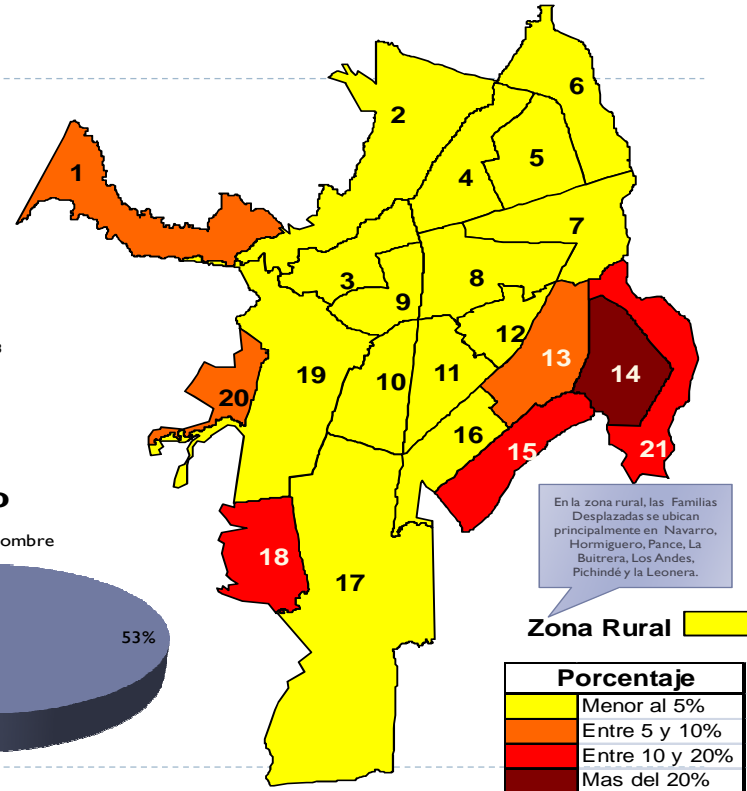 6
2
5
4
1
7
3
8
9
12
13
19
10
11
14
20
16
15
21
18
17
ombre
53%
En la zona rural, las Familias
Desplazadas se ubican
principalmente en Navarro,
Hormiguero, Pance, La
Buitrera, Los Andes,
Pichindé y la Leonera.
Zona Rural
Porcentaje
Menor al 5%
Entre 5 y 10%
Entre 10 y 20%
Mas del 20%